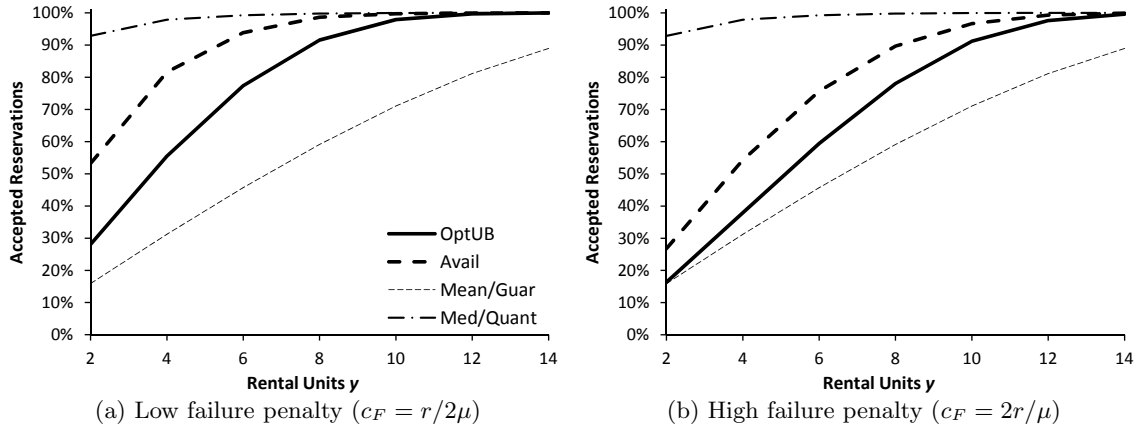 100%
90%
80%
70%
60%
50%
40%
30%
20%
10%
0%
Accepted Reservations
OptUB
Avail
Mean/Guar
Med/Quant
2 4 6 8 10 12 14
Rental Units y
(a) Low failure penalty (c_F = r/2μ)
100%
90%
80%
70%
60%
50%
40%
30%
20%
10%
0%
Accepted Reservations
2 4 6 8 10 12 14
Rental Units y
(b) High failure penalty (c_F = 2r/μ)